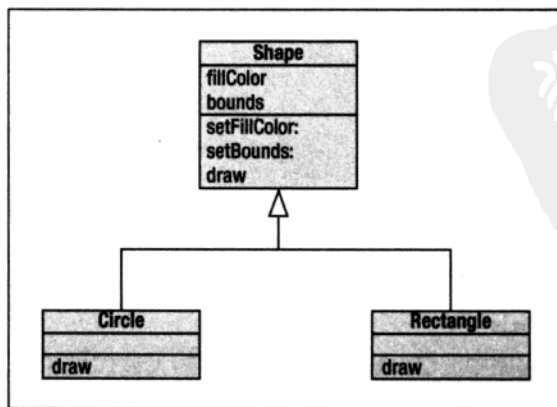 Shape
fillColor
bounds
setFillColor:
setBounds:
draw
Circle
draw
Rectangle
draw